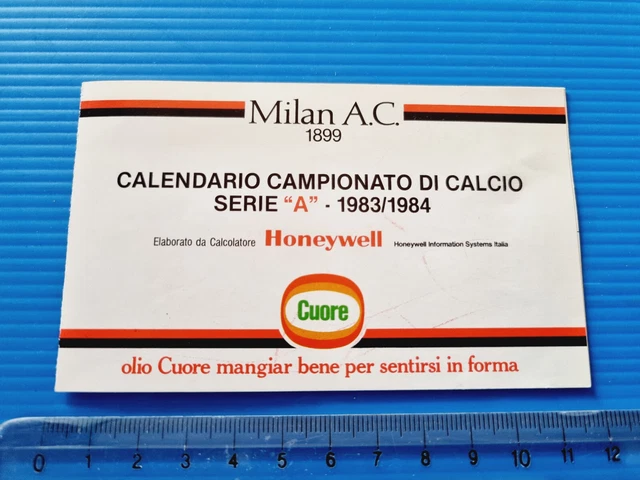 Milan A.C.
1899
CALENDARIO CAMPIONATO DI CALCIO
SERIE “A” - 1983/1984
Elaborato da Calcolatore Honeywell Honeywell Information Systems Italia
Cuore
olio Cuore mangiar bene per sentirsi in forma
0 1 2 3 4 5 6 7 8 9 10 11 12